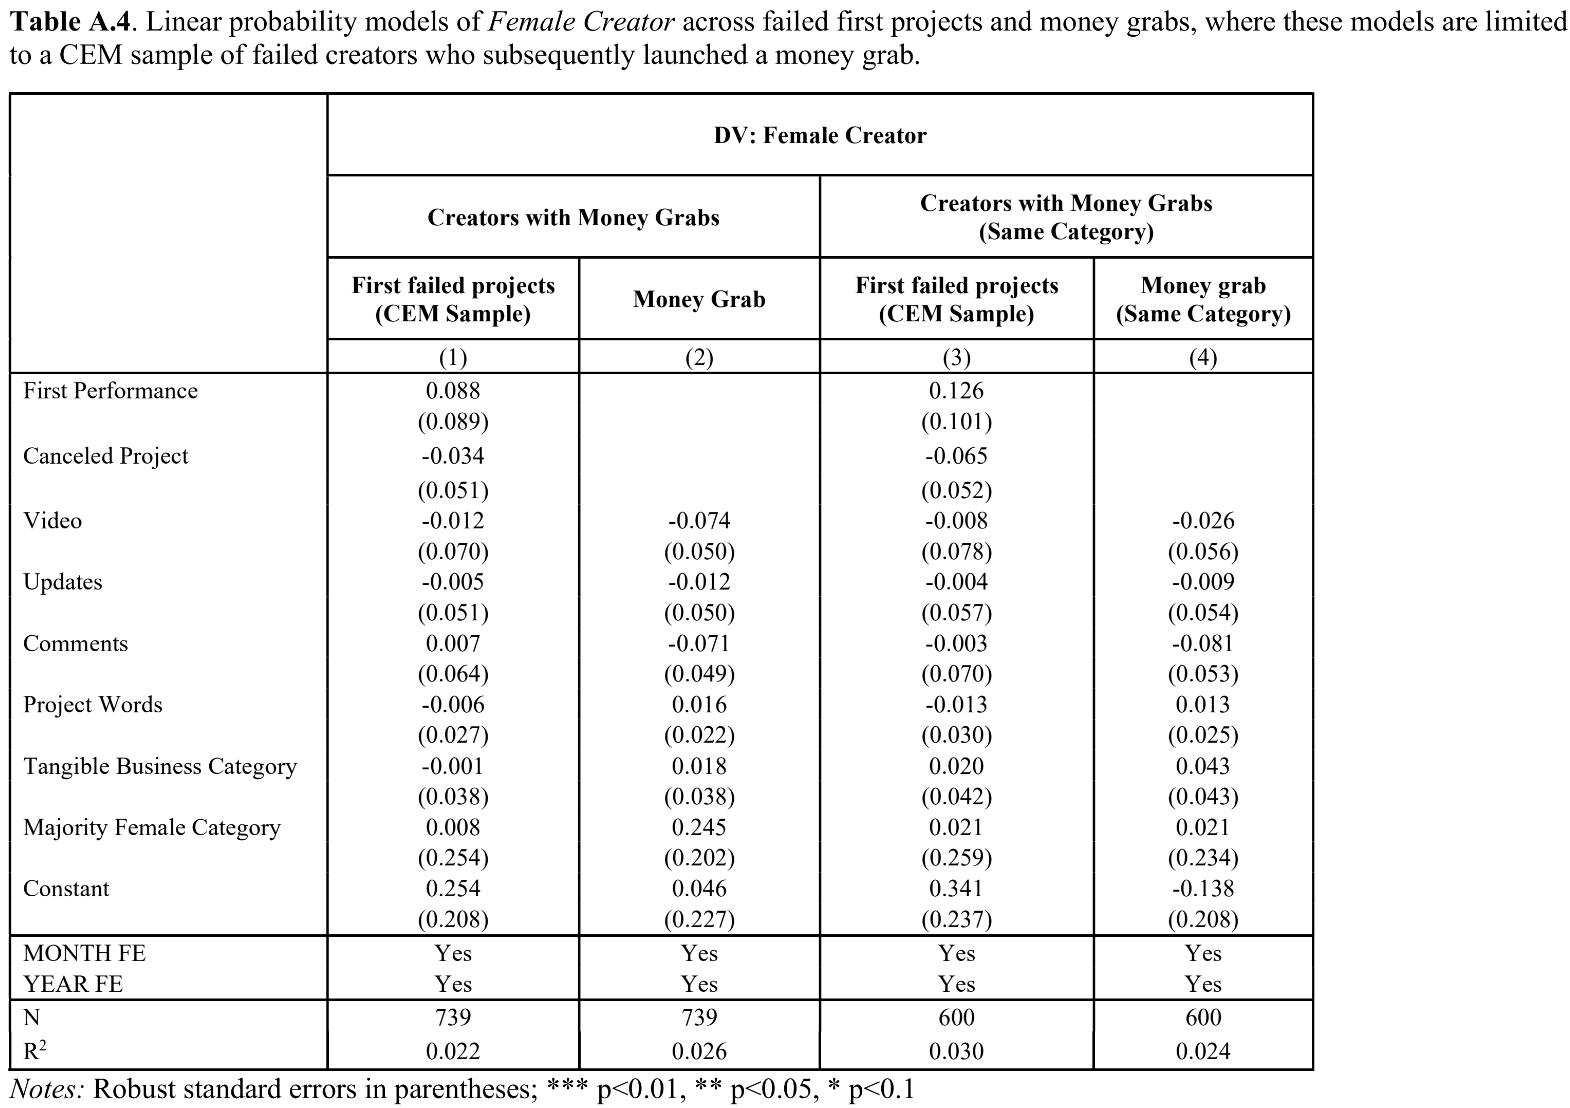 Table A.4. Linear probability models of Female Creator across failed first projects and money grabs, where these models are limited
to a CEM sample of failed creators who subsequently launched a money grab.
DV: Female Creator
Creators with Money Grabs Creators with Money Grabs
(Same Category)
First failed projects
(CEM Sample) Money Grab First failed projects
(CEM Sample) Money grab
(Same Category)
(1) (2) (3) (4)
First Performance 0.088 0.126
(0.089) (0.101)
Canceled Project -0.034 -0.065
(0.051) (0.052)
Video -0.012 -0.074 -0.008 -0.026
(0.070) (0.050) (0.078) (0.056)
Updates -0.005 -0.012 -0.004 -0.009
(0.051) (0.050) (0.057) (0.054)
Comments 0.007 -0.071 -0.003 -0.081
(0.064) (0.049) (0.070) (0.053)
Project Words -0.006 0.016 -0.013 0.013
(0.027) (0.022) (0.030) (0.025)
Tangible Business Category -0.001 0.018 0.020 0.043
(0.038) (0.038) (0.042) (0.043)
Majority Female Category 0.008 0.245 0.021 0.021
(0.254) (0.202) (0.259) (0.234)
Constant 0.254 0.046 0.341 -0.138
(0.208) (0.227) (0.237) (0.208)
MONTH FE Yes Yes Yes Yes
YEAR FE Yes Yes Yes Yes
N 739 739 600 600
R² 0.022 0.026 0.030 0.024
Notes: Robust standard errors in parentheses; *** p<0.01, ** p<0.05, * p<0.1